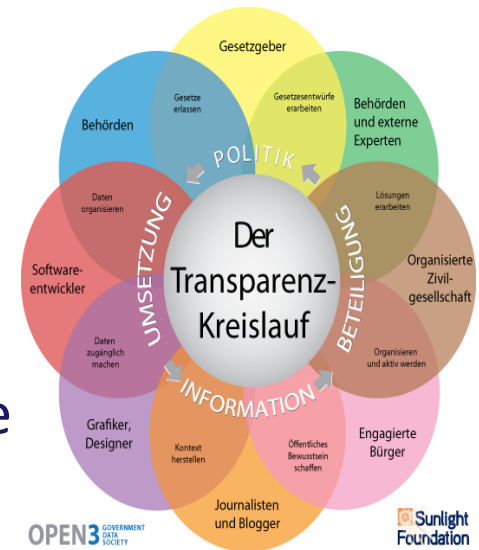 Gesetzgeber
Gesetze
erlassen
Gesetzesentwürfe
erarbeiten
Behörden
Behörden
und externe
Experten
POLITIK
Daten
organisieren
Lösungen
erarbeiten
UMSETZUNG
Der
Transparenz-
Kreislauf
BETEILIGUNG
Software-
entwickler
Organisierte
Zivil-
gesellschaft
Daten
zugänglich
machen
Organisieren
und aktiv werden
INFORMATION
e
Grafiker,
Designer
Kontext
herstellen
Öffentliches
Bewusstsein
schaffen
Engagierte
Bürger
Journalisten
und Blogger
OPEN3 GOVERNMENT
DATA
SOCIETY
Sunlight
Foundation